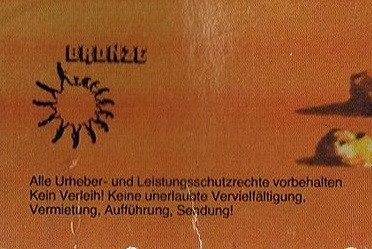 BRONZE
Alle Urheber- und Leistungsschutzrechte vorbehalten
Kein Verleih! Keine unerlaubte Vervielfältigung,
Vermietung, Aufführung, Sendung!